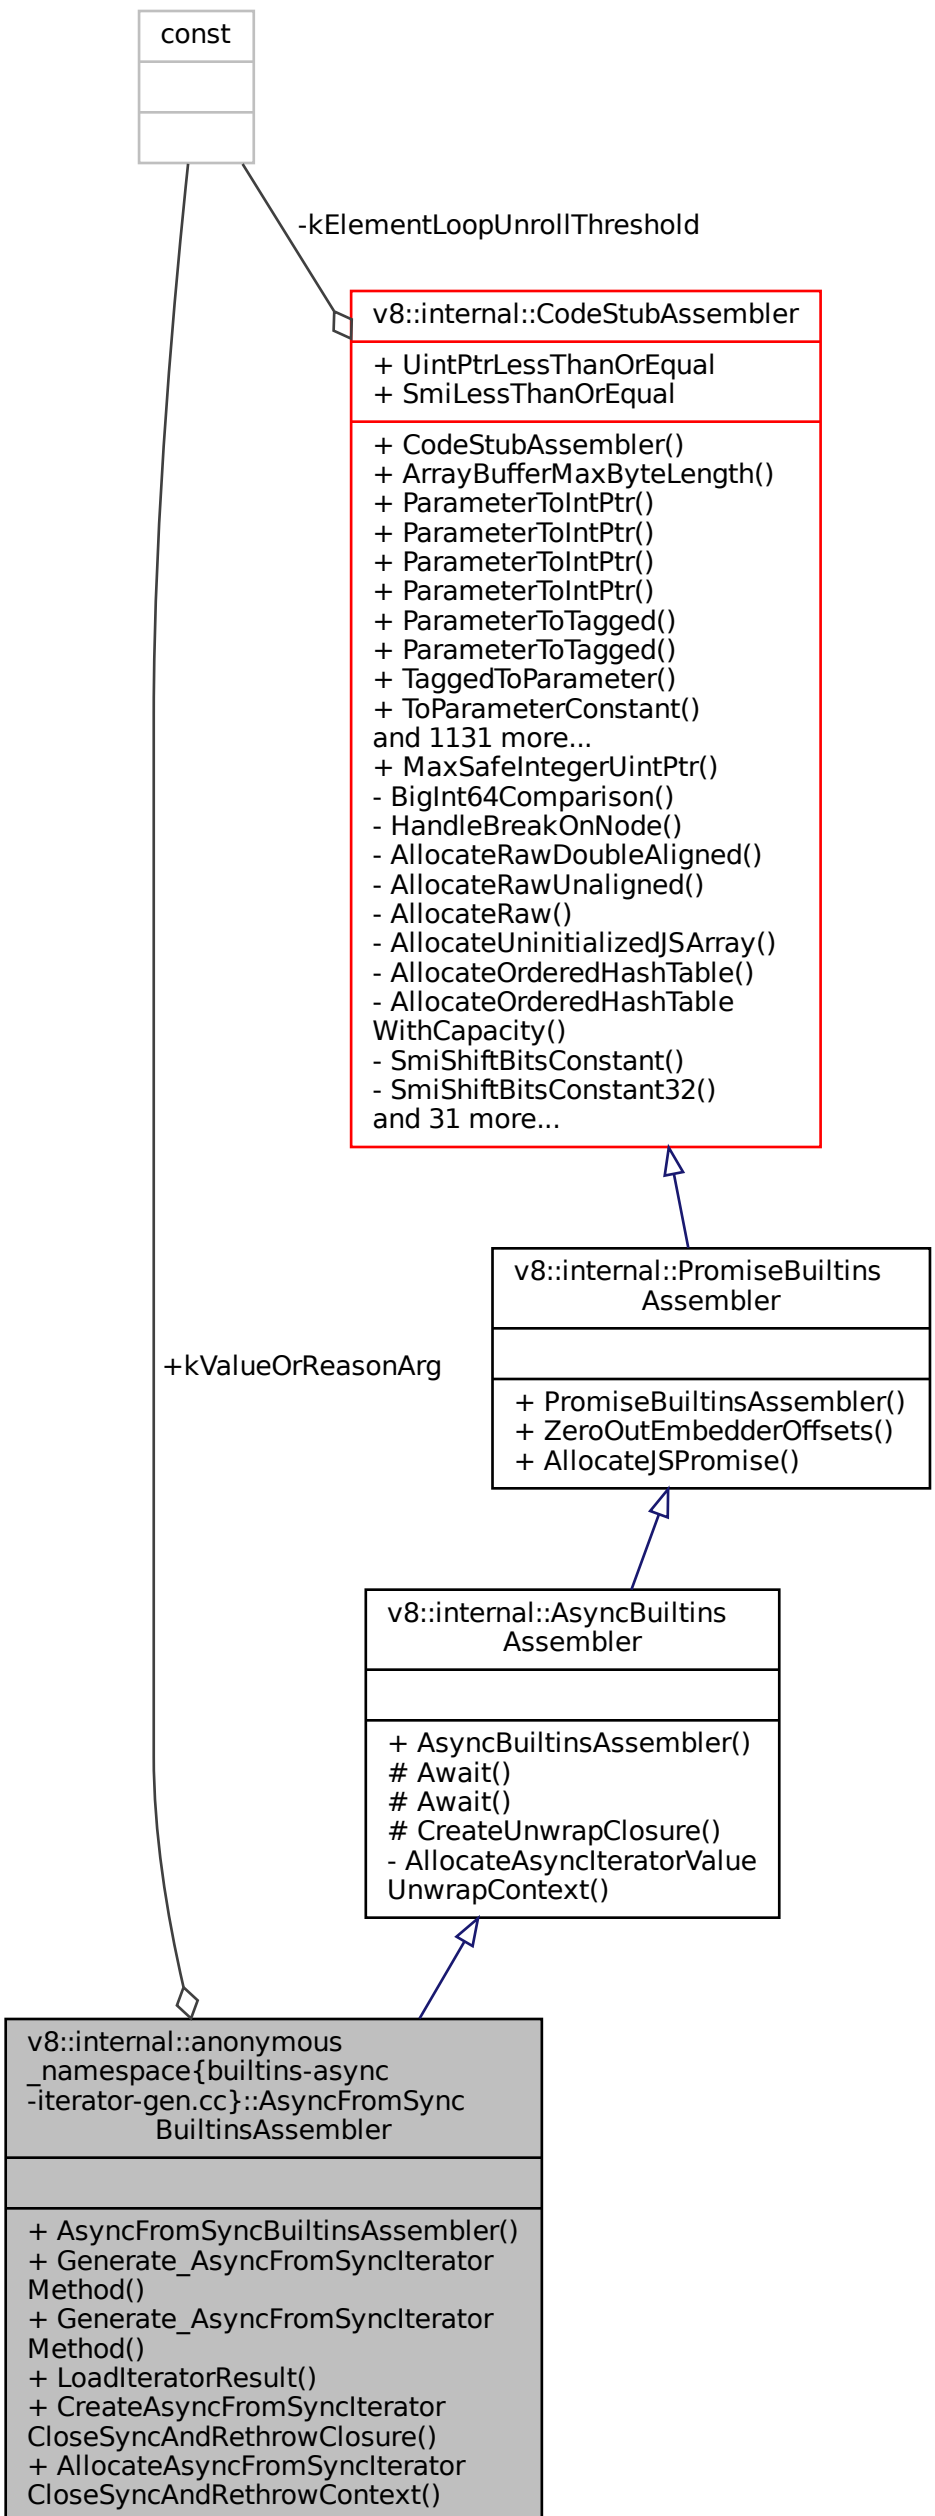 const
-kElementLoopUnrollThreshold
v8::internal::CodeStubAssembler
+ UintPtrLessThanOrEqual
+ SmiLessThanOrEqual
+ CodeStubAssembler()
+ ArrayBufferMaxByteLength()
+ ParameterToIntPtr()
+ ParameterToIntPtr()
+ ParameterToIntPtr()
+ ParameterToIntPtr()
+ ParameterToTagged()
+ ParameterToTagged()
+ TaggedToParameter()
+ ToParameterConstant()
and 1131 more...
+ MaxSafeIntegerUintPtr()
- BigInt64Comparison()
- HandleBreakOnNode()
- AllocateRawDoubleAligned()
- AllocateRawUnaligned()
- AllocateRaw()
- AllocateUninitializedJSArray()
- AllocateOrderedHashTable()
- AllocateOrderedHashTable
WithCapacity()
- SmiShiftBitsConstant()
- SmiShiftBitsConstant32()
and 31 more...
v8::internal::PromiseBuiltins
Assembler
+ PromiseBuiltinsAssembler()
+ ZeroOutEmbedderOffsets()
+ AllocateJSPromise()
+kValueOrReasonArg
v8::internal::AsyncBuiltins
Assembler
+ AsyncBuiltinsAssembler()
# Await()
# Await()
# CreateUnwrapClosure()
- AllocateAsyncIteratorValue
UnwrapContext()
v8::internal::anonymous
_namespace{builtins-async
-iterator-gen.cc}::AsyncFromSync
BuiltinsAssembler
+ AsyncFromSyncBuiltinsAssembler()
+ Generate_AsyncFromSyncIterator
Method()
+ Generate_AsyncFromSyncIterator
Method()
+ LoadIteratorResult()
+ CreateAsyncFromSyncIterator
CloseSyncAndRethrowClosure()
+ AllocateAsyncFromSyncIterator
CloseSyncAndRethrowContext()